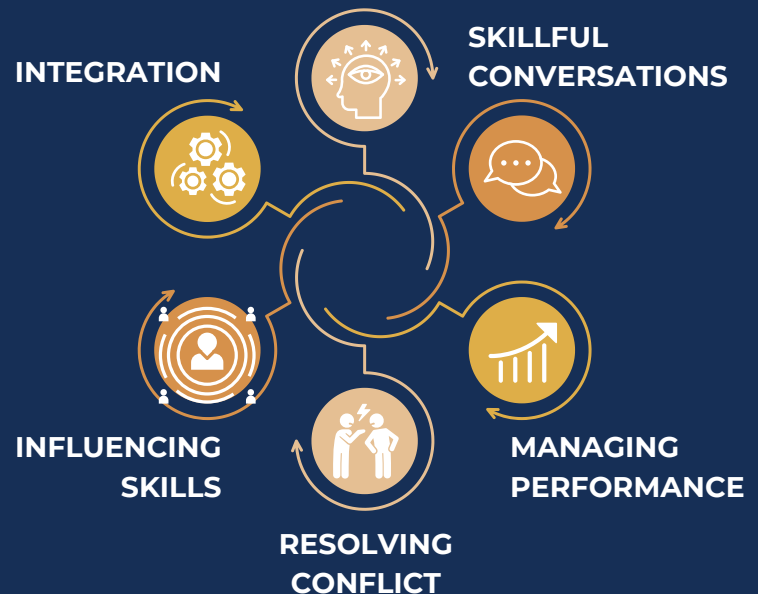 SKILLFUL
CONVERSATIONS
INTEGRATION
INFLUENCING
SKILLS
MANAGING
PERFORMANCE
RESOLVING
CONFLICT